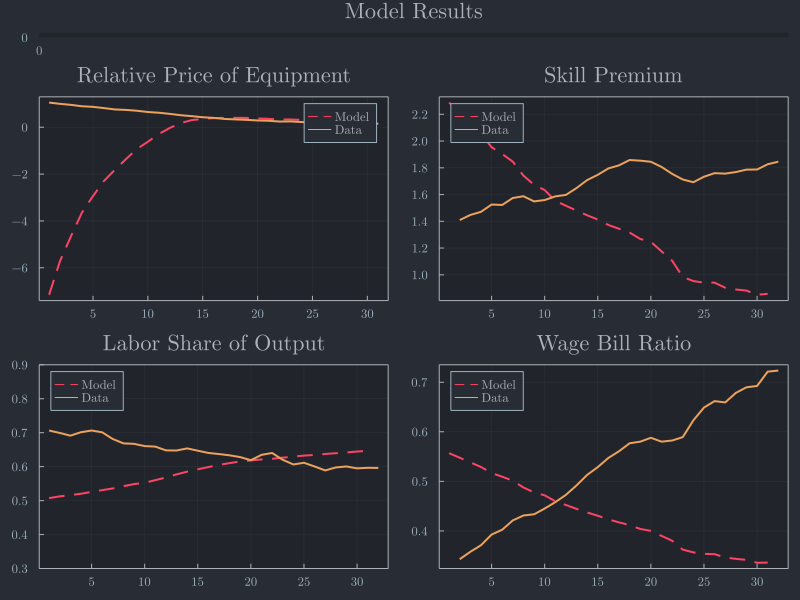 Model Results
0
0
Relative Price of Equipment
Model
Data
0
−2
−4
−6
5 10 15 20 25 30
Skill Premium
Model
Data
2.2
2.0
1.8
1.6
1.4
1.2
1.0
5 10 15 20 25 30
Labor Share of Output
Model
Data
0.9
0.8
0.7
0.6
0.5
0.4
0.3
5 10 15 20 25 30
Wage Bill Ratio
Model
Data
0.7
0.6
0.5
0.4
5 10 15 20 25 30